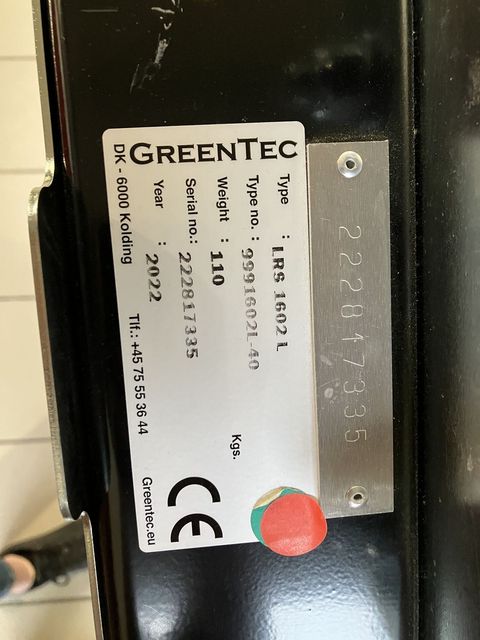 GREENTEC
Type : LRS 1602 L
Type no. : 9991602L-40
Weight : 110 Kgs.
Serial no.: 222817335
Year : 2022
DK - 6000 Kolding Tlf.: +45 75 55 36 44 Greentec.eu
CE
222817335